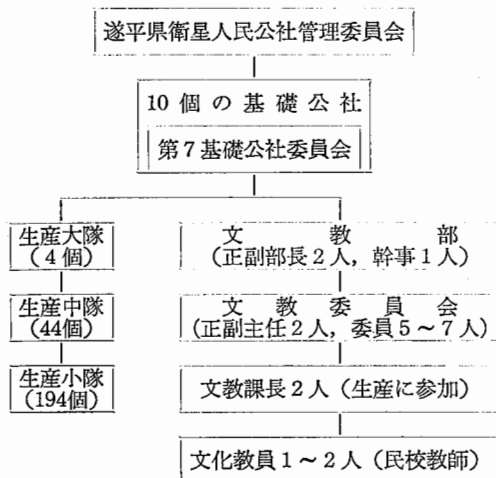 遂平県衛星人民公社管理委員会
10個の基礎公社
第7基礎公社委員会
生産大隊
(4個)
文教部
(正副部長2人，幹事1人)
生産中隊
(44個)
文教委員会
(正副主任2人，委員5～7人)
生産小隊
(194個)
文教課長2人（生産に参加）
文化教員1～2人（民校教師）